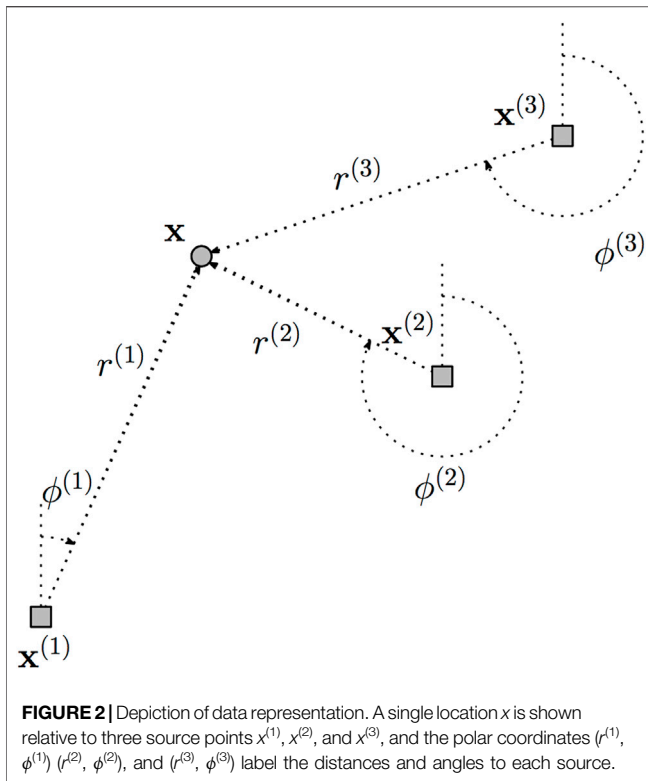 x⁽³⁾
r⁽³⁾
x
ϕ⁽³⁾
x⁽²⁾
r⁽²⁾
r⁽¹⁾
ϕ⁽¹⁾
ϕ⁽²⁾
x⁽¹⁾
FIGURE 2 | Depiction of data representation. A single location x is shown
relative to three source points x⁽¹⁾, x⁽²⁾, and x⁽³⁾, and the polar coordinates (r⁽¹⁾,
ϕ⁽¹⁾) (r⁽²⁾, ϕ⁽²⁾), and (r⁽³⁾, ϕ⁽³⁾) label the distances and angles to each source.